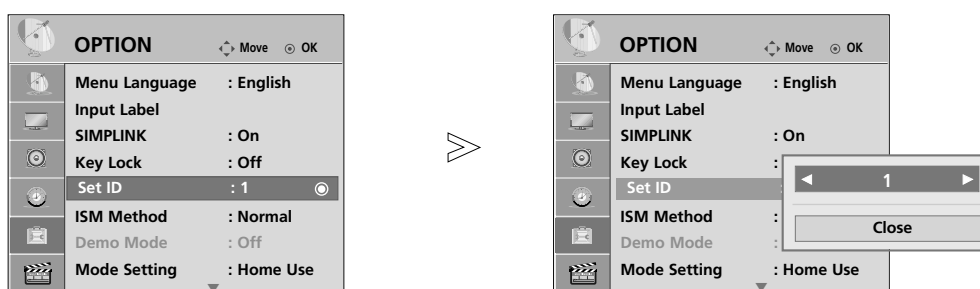 OPTION Move OK
Menu Language : English
Input Label
SIMPLINK : On
Key Lock : Off
Set ID : 1
ISM Method : Normal
Demo Mode : Off
Mode Setting : Home Use
OPTION Move OK
Menu Language : English
Input Label
SIMPLINK : On
Key Lock :
Set ID :
ISM Method :
Demo Mode :
Mode Setting : Home Use
◀ 1 ▶
Close